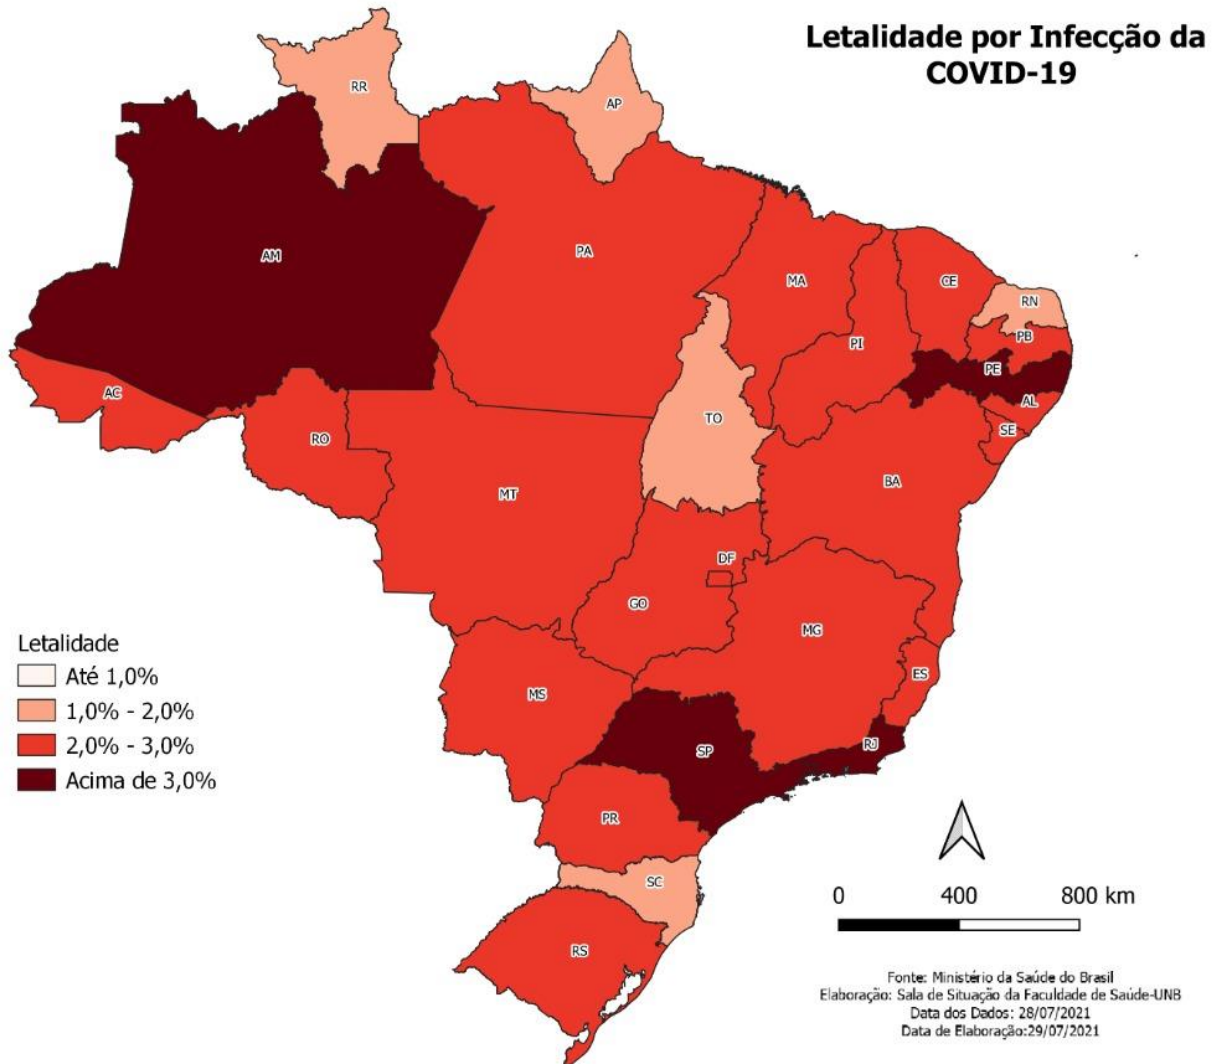 Letalidade por Infecção da
COVID-19
RR
AP
AM
PA
MA
CE
RN
PI
PB
PE
AC
AL
TO
SE
RO
BA
MT
DF
GO
MG
ES
MS
RJ
SP
PR
SC
RS
Letalidade
Até 1,0%
1,0% - 2,0%
2,0% - 3,0%
Acima de 3,0%
0 400 800 km
Fonte: Ministério da Saúde do Brasil
Elaboração: Sala de Situação da Faculdade de Saúde-UNB
Data dos Dados: 28/07/2021
Data de Elaboração:29/07/2021